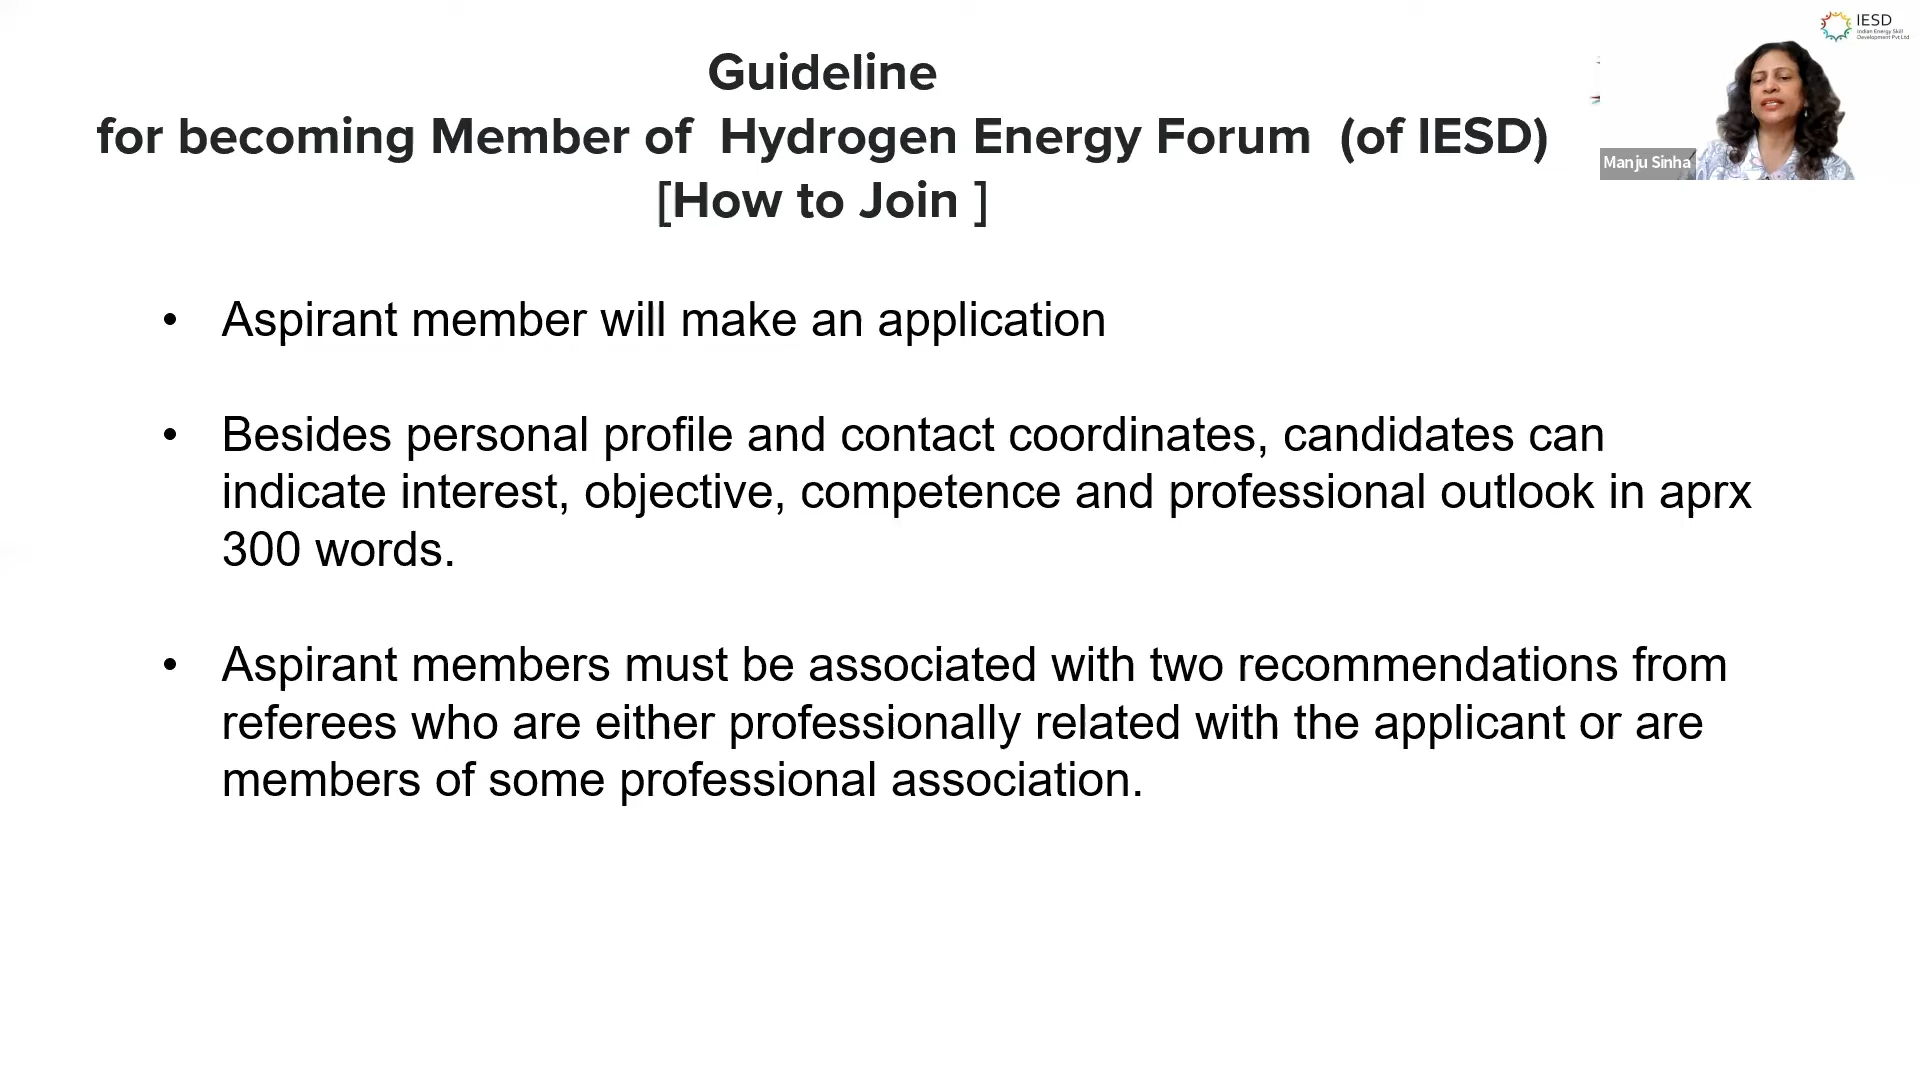 IESD
Indian Energy Skill
Development Pvt Ltd
Guideline
for becoming Member of  Hydrogen Energy Forum  (of IESD)
[How to Join ]
Manju Sinha
• Aspirant member will make an application
• Besides personal profile and contact coordinates, candidates can
indicate interest, objective, competence and professional outlook in aprx
300 words.
• Aspirant members must be associated with two recommendations from
referees who are either professionally related with the applicant or are
members of some professional association.